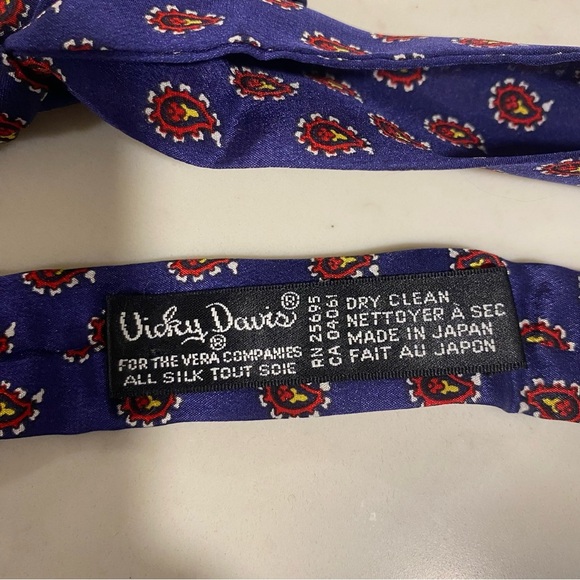 Vicky Davis®
®
FOR THE VERA COMPANIES
ALL SILK TOUT SOIE
RN 25695
CA 04061
DRY CLEAN
NETTOYER À SEC
MADE IN JAPAN
FAIT AU JAPON